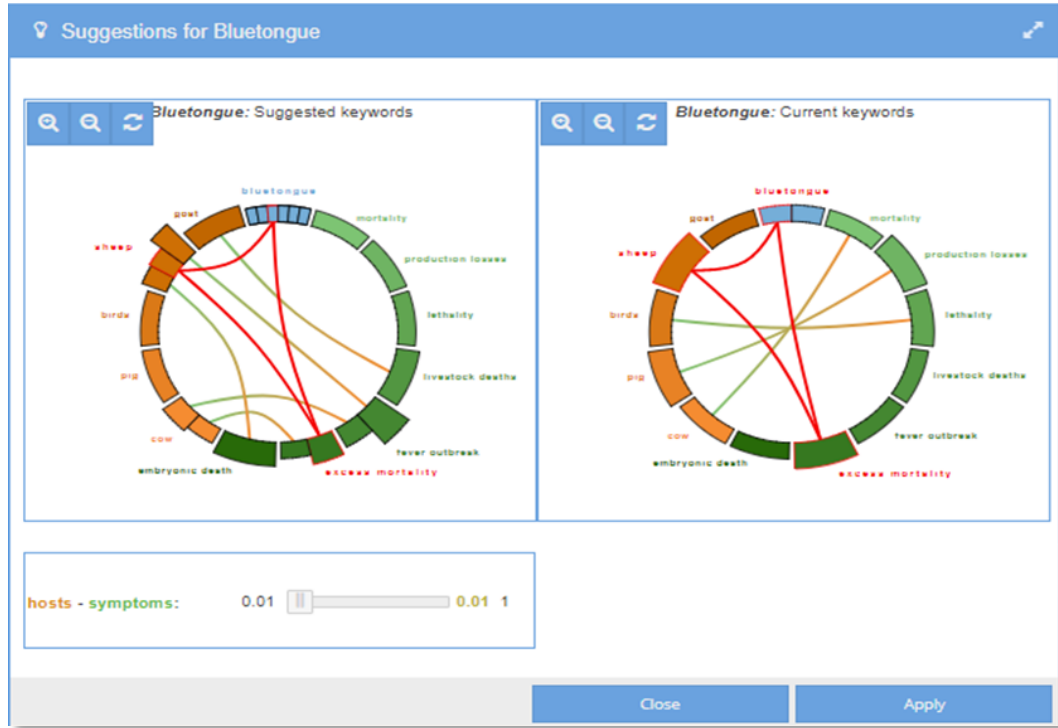 Suggestions for Bluetongue
Bluetongue: Suggested keywords
bluetongue
goat
mortality
sheep
production losses
birds
lethality
pig
livestock deaths
cow
fever outbreak
embryonic death
excess mortality
Bluetongue: Current keywords
bluetongue
goat
mortality
sheep
production losses
birds
lethality
pig
livestock deaths
cow
fever outbreak
embryonic death
excess mortality
hosts - symptoms: 0.01 0.01 1
Close Apply